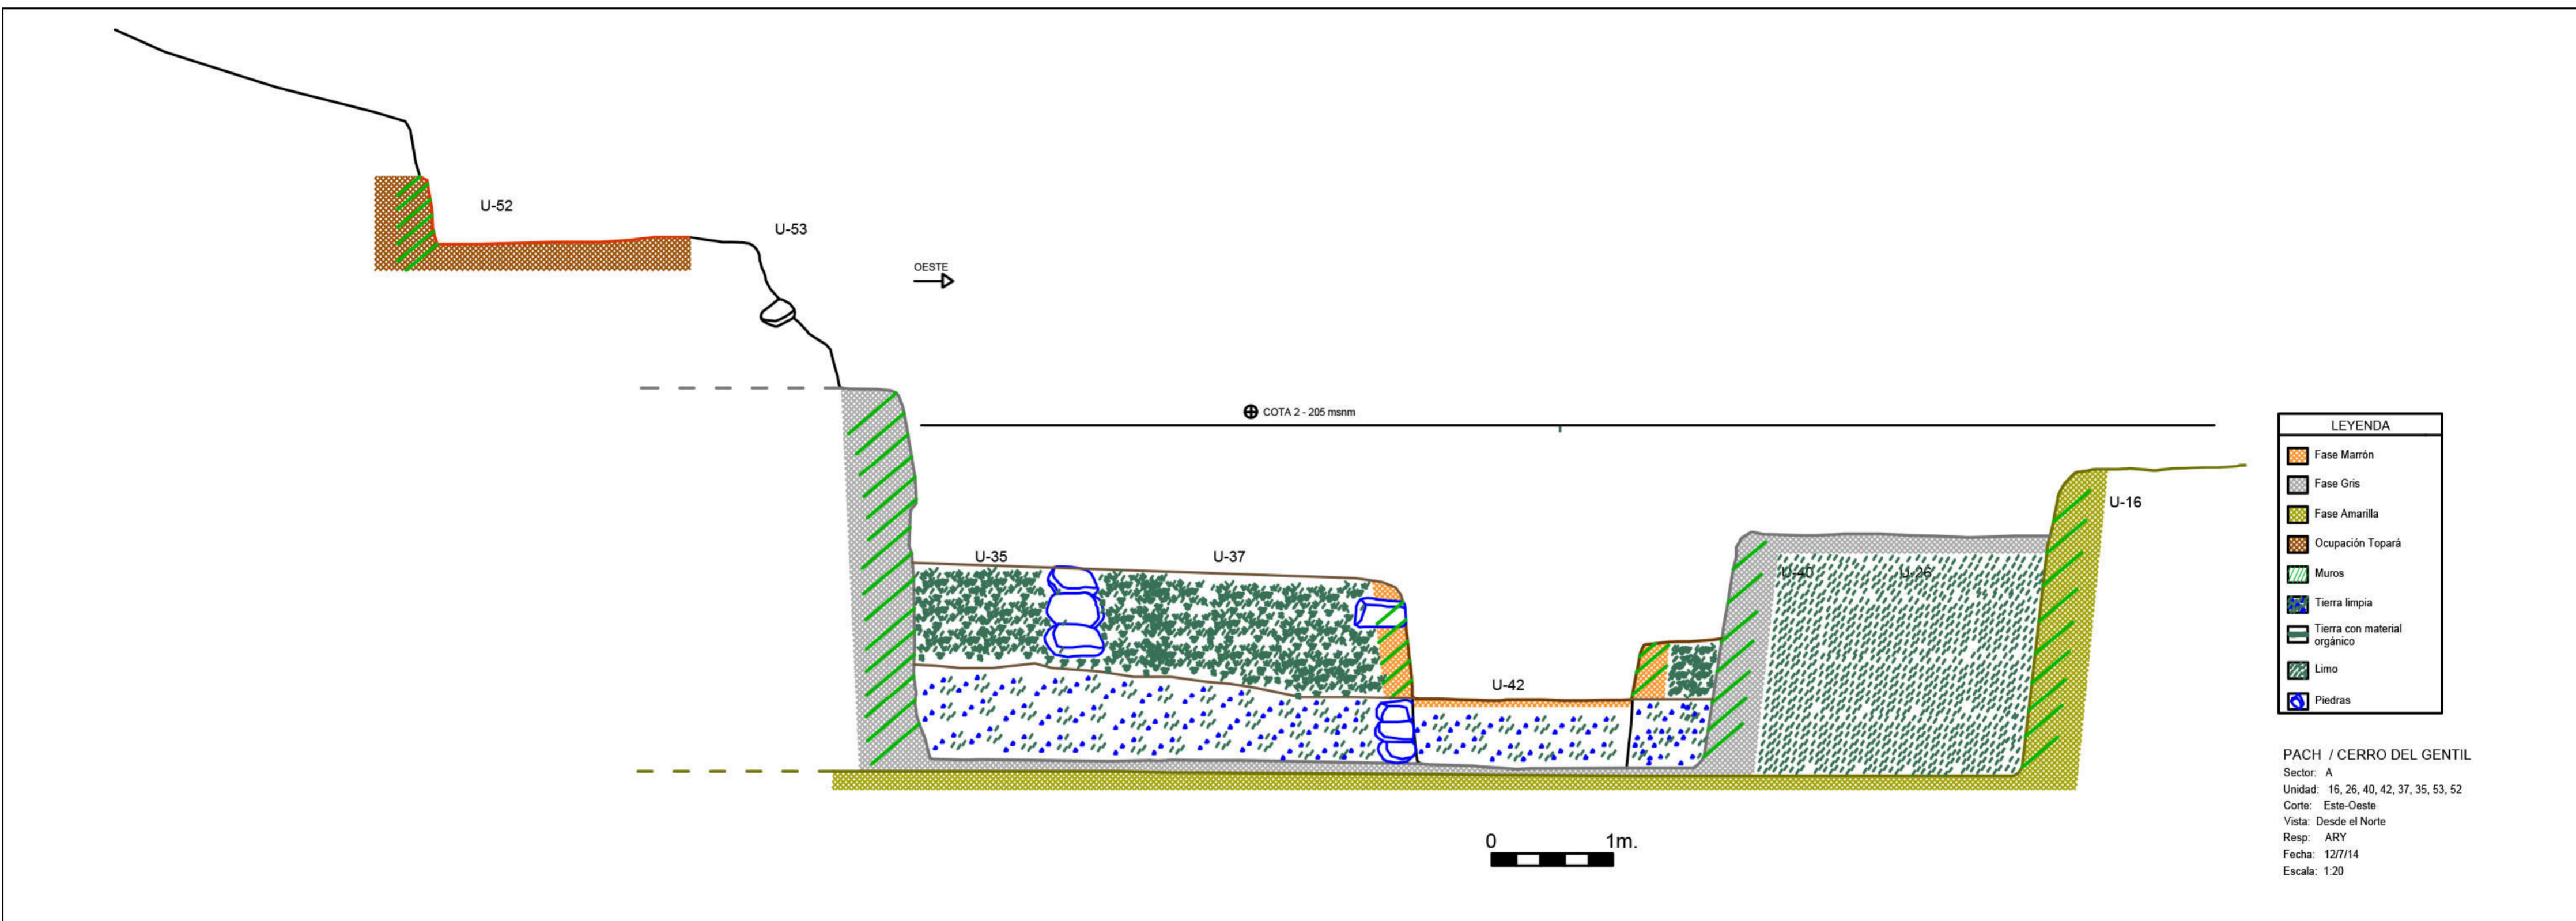 U-52
U-53
OESTE
COTA 2 - 205 msnm
U-35
U-37
U-42
U-40
U-26
U-16
LEYENDA
Fase Marrón
Fase Gris
Fase Amarilla
Ocupación Topará
Muros
Tierra limpia
Tierra con material
orgánico
Limo
Piedras
0 1m.
PACH / CERRO DEL GENTIL
Sector: A
Unidad: 16, 26, 40, 42, 37, 35, 53, 52
Corte: Este-Oeste
Vista: Desde el Norte
Resp: ARY
Fecha: 12/7/14
Escala: 1:20